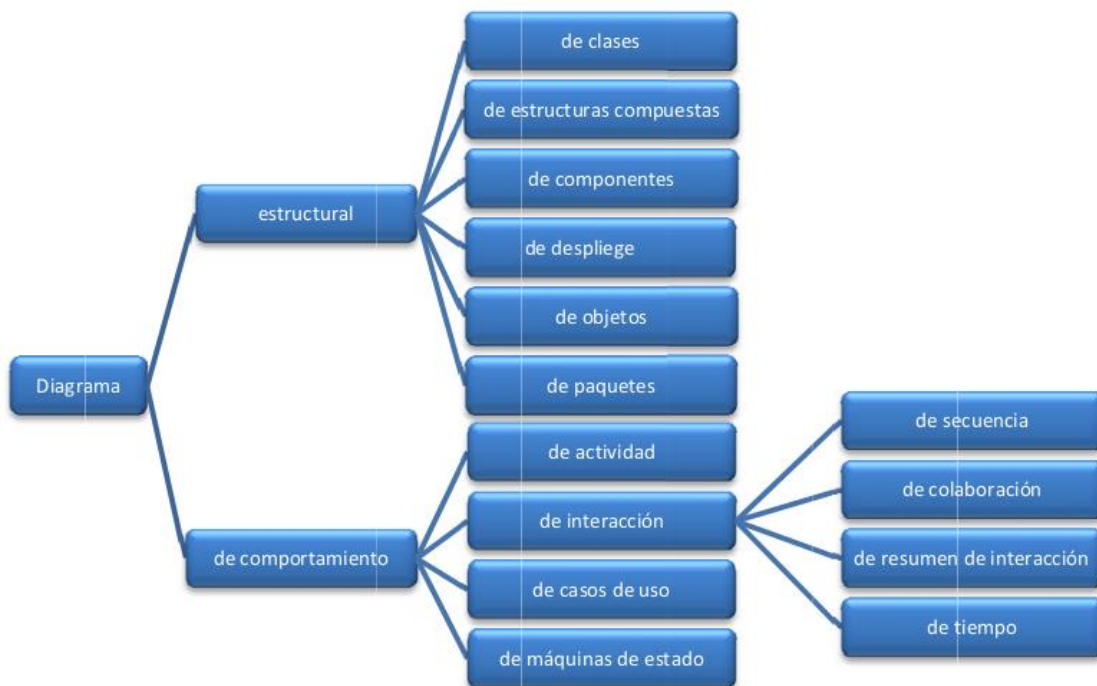 Diagrama
estructural
de clases
de estructuras compuestas
de componentes
de despliege
de objetos
de paquetes
de comportamiento
de actividad
de interacción
de secuencia
de colaboración
de resumen de interacción
de tiempo
de casos de uso
de máquinas de estado